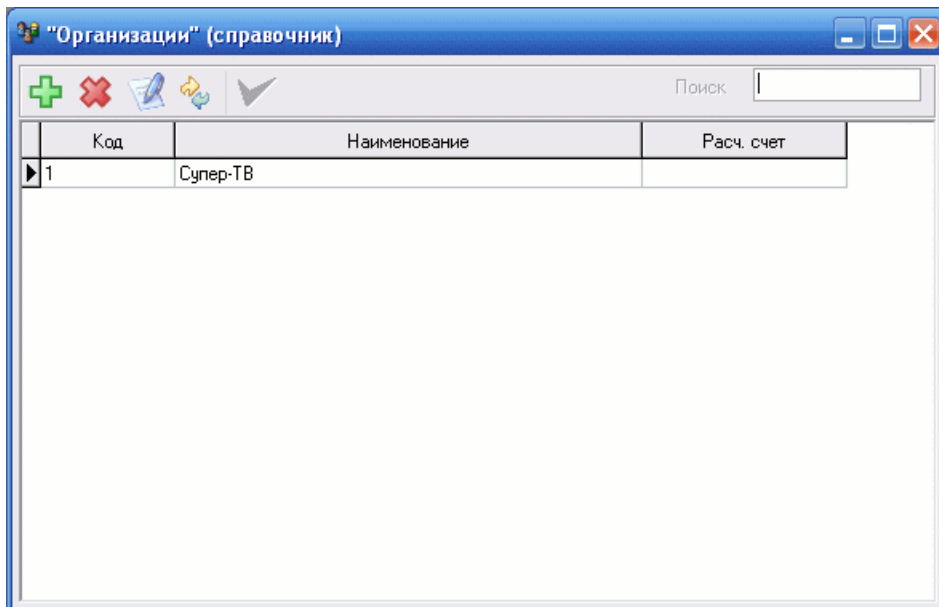 "Организации" (справочник)
Поиск
Код Наименование Расч. счет
1 Супер-ТВ